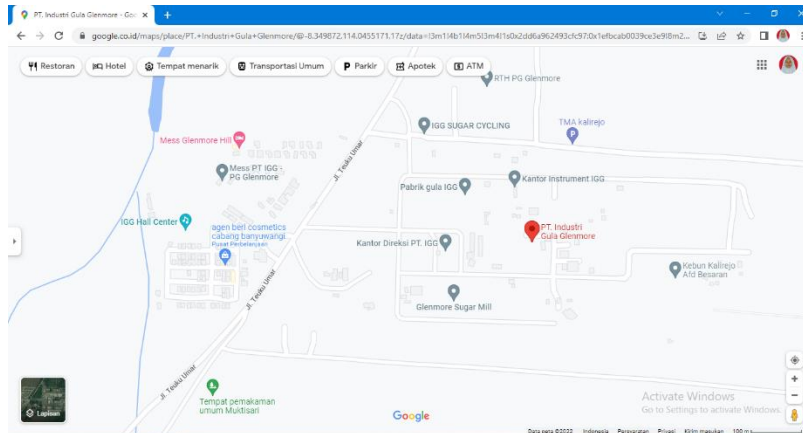 PT. Industri Gula Glenmore - Goo
google.co.id/maps/place/PT.+Industri+Gula+Glenmore/@-8.349872,114.0455171,17z/data=!3m1!4b1!4m5!3m4!1s0x2dd6a962493cfc97:0x1efbcab0039ce3e9!8m2...
Restoran
Hotel
Tempat menarik
Transportasi Umum
P Parkir
Apotek
ATM
RTH PG Glenmore
IGG SUGAR CYCLING
TMA kalirejo
Mess Glenmore Hill
Jl. Teuku Umar
Mess PT IGG -
PG Glenmore
Pabrik gula IGG
Kantor Instrument IGG
IGG Hall Center
agen beri cosmetics
cabang banyuwangi.
Pusat Perbelanjaan
PT. Industri
Gula Glenmore
Kantor Direksi PT. IGG
Kebun Kalirejo
Afd Besaran
Jl. Teuku Umar
Glenmore Sugar Mill
Jl. Teuku Umar
Tempat pemakaman
umum Muktisari
Lapisan
Google
Activate Windows
Go to Settings to activate Windows.
Data peta ©2022
Indonesia
Persyaratan
Privasi
Kirim masukan
100 m